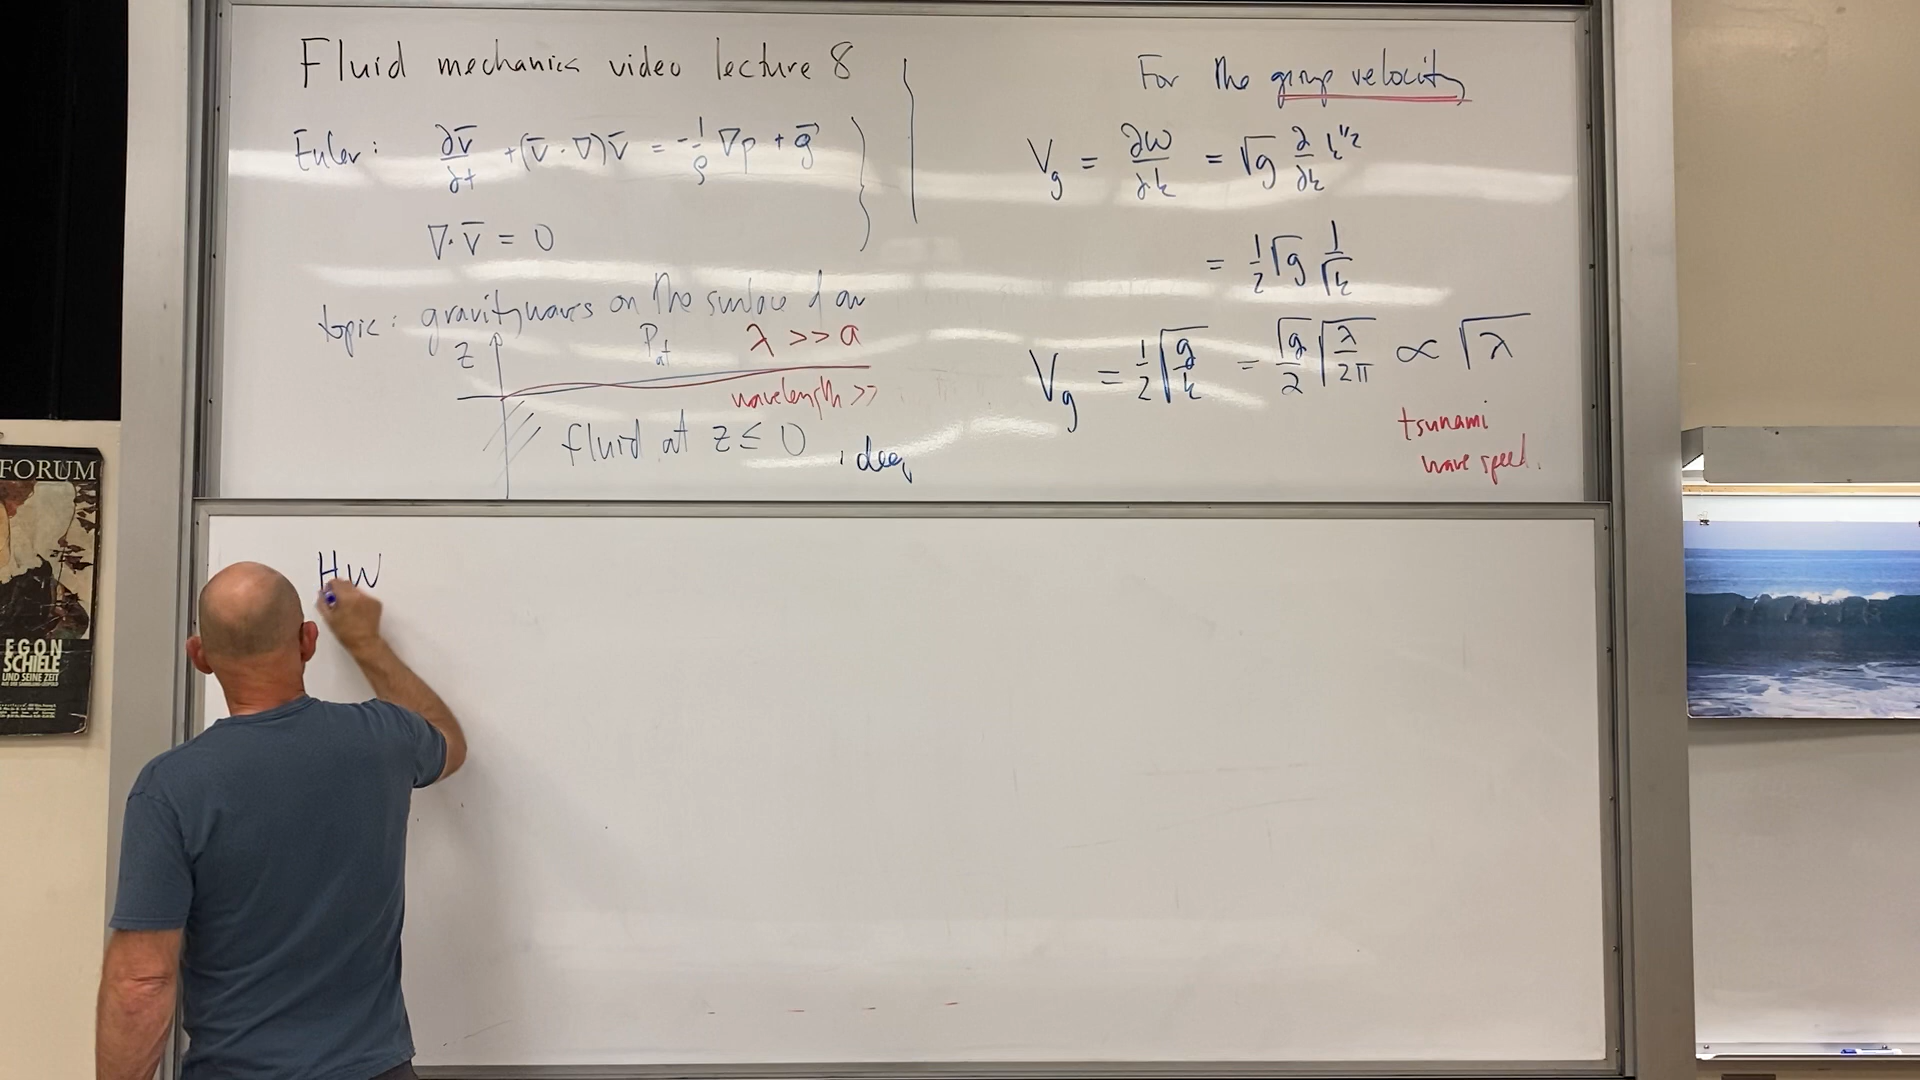 Fluid mechanics video lecture 8
Euler: ∂v̄/∂t + (v̄ · ∇)v̄ = -1/ρ ∇p + g⃗
∇·v̄ = 0
topic: gravity waves on the surface of an
z
P_at
λ >> a
wavelength >>
fluid at z ≤ 0 , deep
For the group velocity
V_g = ∂ω/∂k = √g ∂/∂k k^1/2
= 1/2 √g 1/√k
V_g = 1/2 √(g/k) = √g/2 √(λ/2π) ∝ √λ
tsunami
wave speed.
HW
FORUM
EGON
SCHIELE
UND SEINE ZEIT